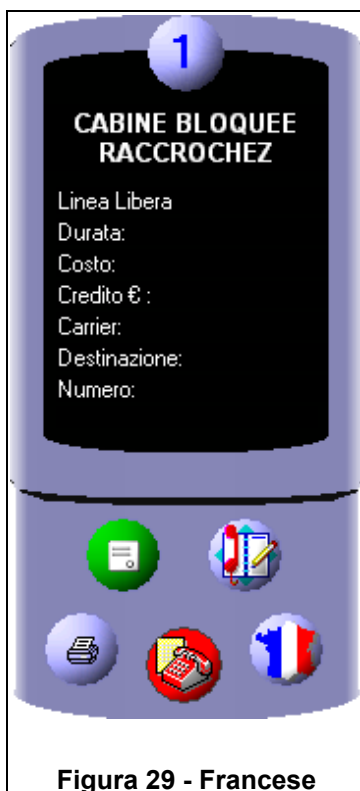 1
CABINE BLOQUEE
RACCROCHEZ
Linea Libera
Durata:
Costo:
Credito € :
Carrier:
Destinazione:
Numero:
Figura 29 - Francese